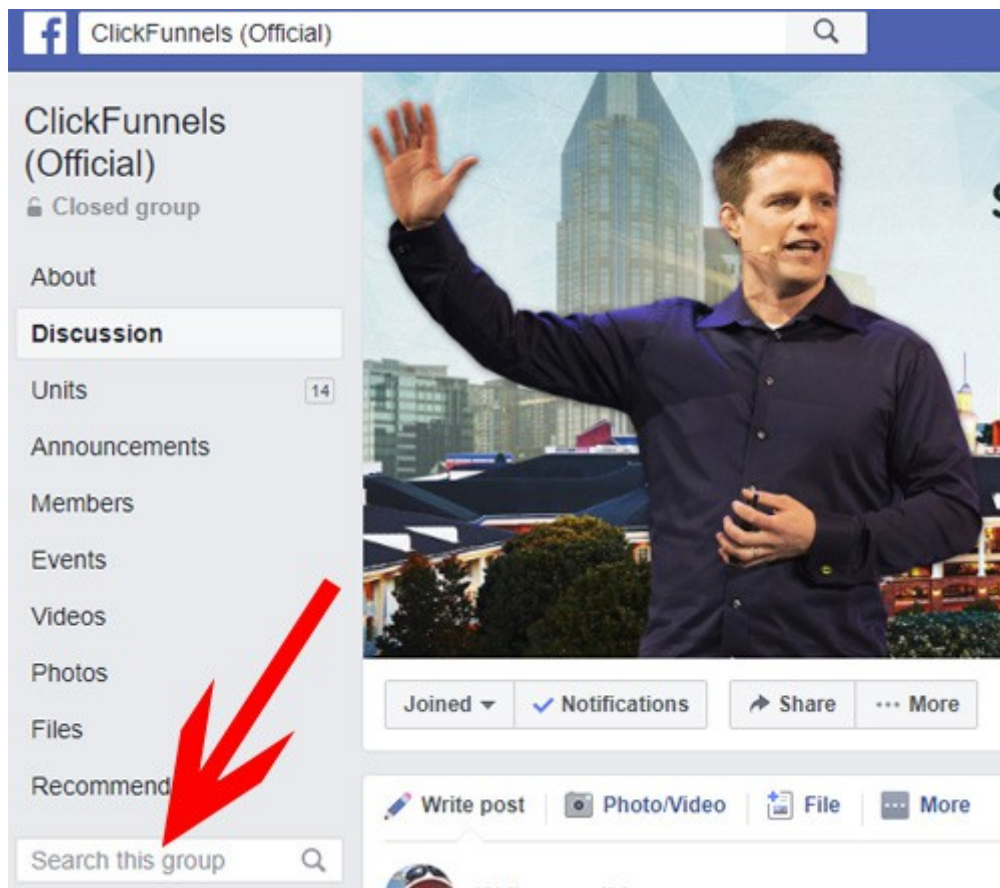 f
ClickFunnels (Official)
ClickFunnels
(Official)
Closed group
About
Discussion
Units 14
Announcements
Members
Events
Videos
Photos
Files
Recommend
Search this group
S
Joined Notifications Share More
Write post Photo/Video File More